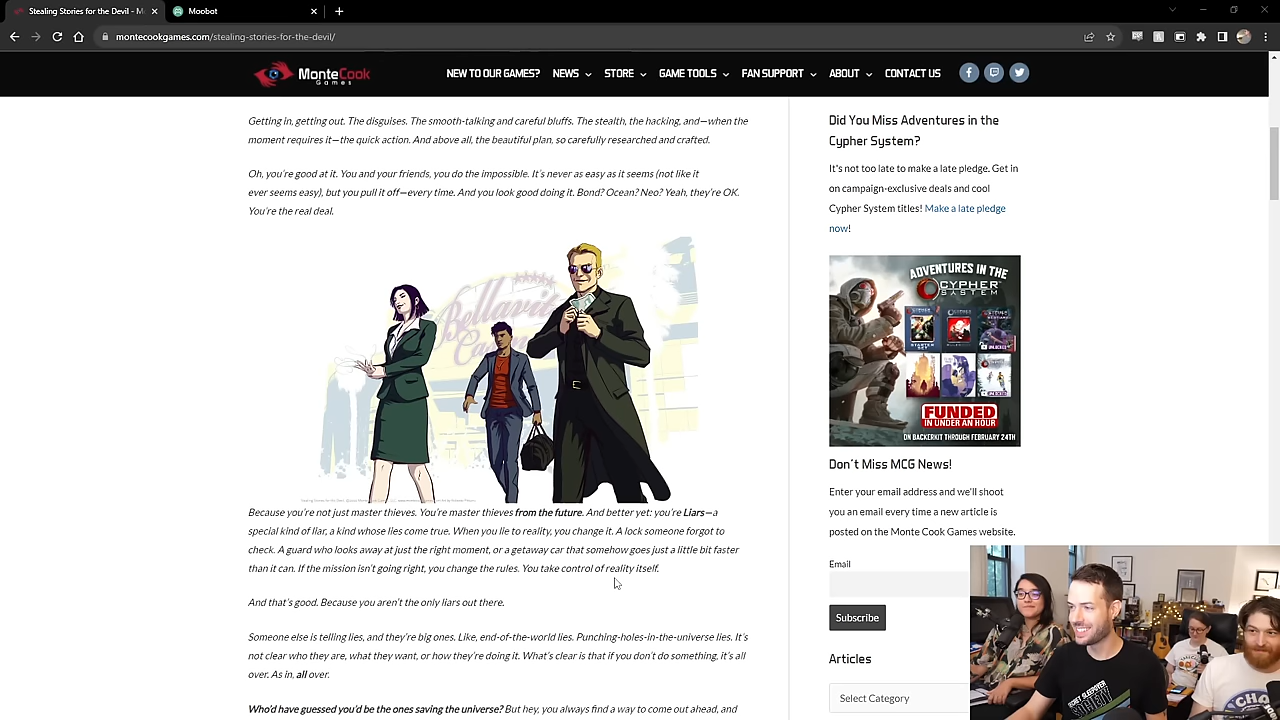 Stealing Stories for the Devil - M
Moobot
montecookgames.com/stealing-stories-for-the-devil/
MonteCook
Games
NEW TO OUR GAMES?
NEWS
STORE
GAME TOOLS
FAN SUPPORT
ABOUT
CONTACT US
Getting in, getting out. The disguises. The smooth-talking and careful bluffs. The stealth, the hacking, and—when the
moment requires it—the quick action. And above all, the beautiful plan, so carefully researched and crafted.
Oh, you're good at it. You and your friends, you do the impossible. It's never as easy as it seems (not like it
ever seems easy), but you pull it off—every time. And you look good doing it. Bond? Ocean? Neo? Yeah, they're OK.
You're the real deal.
Because you're not just master thieves. You're master thieves from the future. And better yet: you're Liars—a
special kind of liar, a kind whose lies come true. When you lie to reality, you change it. A lock someone forgot to
check. A guard who looks away at just the right moment, or a getaway car that somehow goes just a little bit faster
than it can. If the mission isn't going right, you change the rules. You take control of reality itself.
And that's good. Because you aren't the only liars out there.
Someone else is telling lies, and they're big ones. Like, end-of-the-world lies. Punching-holes-in-the-universe lies. It's
not clear who they are, what they want, or how they're doing it. What's clear is that if you don't do something, it's all
over. As in, all over.
Who'd have guessed you'd be the ones saving the universe? But hey, you always find a way to come out ahead, and
Did You Miss Adventures in the
Cypher System?
It's not too late to make a late pledge. Get in
on campaign-exclusive deals and cool
Cypher System titles! Make a late pledge
now!
ADVENTURES IN THE
CYPHER
SYSTEM
FUNDED
IN UNDER AN HOUR
ON BACKERKIT THROUGH FEBRUARY 24TH
Don't Miss MCG News!
Enter your email address and we'll shoot
you an email every time a new article is
posted on the Monte Cook Games website.
Email
Subscribe
Articles
Select Category